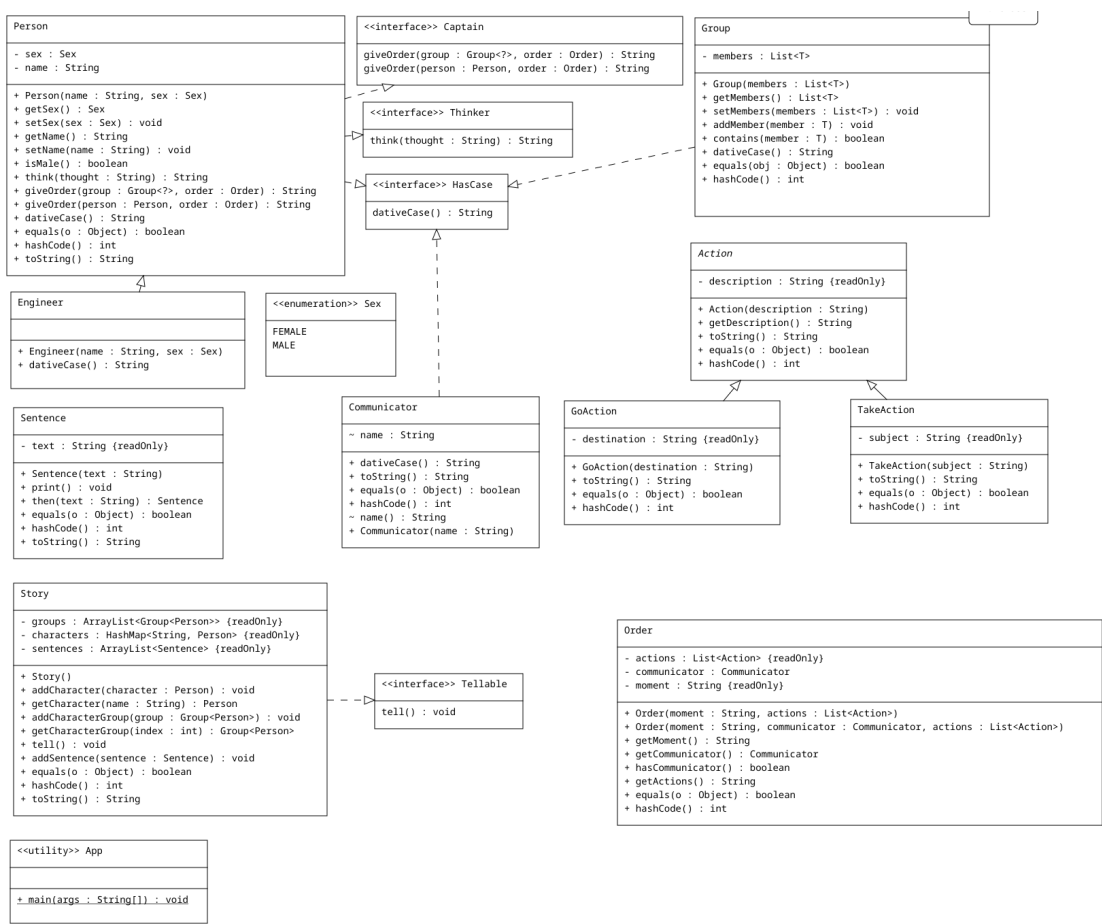 Person
- sex : Sex
- name : String
+ Person(name : String, sex : Sex)
+ getSex() : Sex
+ setSex(sex : Sex) : void
+ getName() : String
+ setName(name : String) : void
+ isMale() : boolean
+ think(thought : String) : String
+ giveOrder(group : Group<?>, order : Order) : String
+ giveOrder(person : Person, order : Order) : String
+ dativeCase() : String
+ equals(o : Object) : boolean
+ hashCode() : int
+ toString() : String
<<interface>> Captain
giveOrder(group : Group<?>, order : Order) : String
giveOrder(person : Person, order : Order) : String
<<interface>> Thinker
think(thought : String) : String
<<interface>> HasCase
dativeCase() : String
Group
- members : List<T>
+ Group(members : List<T>)
+ getMembers() : List<T>
+ setMembers(members : List<T>) : void
+ addMember(member : T) : void
+ contains(member : T) : boolean
+ dativeCase() : String
+ equals(obj : Object) : boolean
+ hashCode() : int
Engineer
+ Engineer(name : String, sex : Sex)
+ dativeCase() : String
<<enumeration>> Sex
FEMALE
MALE
Action
- description : String {readOnly}
+ Action(description : String)
+ getDescription() : String
+ toString() : String
+ equals(o : Object) : boolean
+ hashCode() : int
Sentence
- text : String {readOnly}
+ Sentence(text : String)
+ print() : void
+ then(text : String) : Sentence
+ equals(o : Object) : boolean
+ hashCode() : int
+ toString() : String
Communicator
~ name : String
+ dativeCase() : String
+ toString() : String
+ equals(o : Object) : boolean
+ hashCode() : int
~ name() : String
+ Communicator(name : String)
GoAction
- destination : String {readOnly}
+ GoAction(destination : String)
+ toString() : String
+ equals(o : Object) : boolean
+ hashCode() : int
TakeAction
- subject : String {readOnly}
+ TakeAction(subject : String)
+ toString() : String
+ equals(o : Object) : boolean
+ hashCode() : int
Story
- groups : ArrayList<Group<Person>> {readOnly}
- characters : HashMap<String, Person> {readOnly}
- sentences : ArrayList<Sentence> {readOnly}
+ Story()
+ addCharacter(character : Person) : void
+ getCharacter(name : String) : Person
+ addCharacterGroup(group : Group<Person>) : void
+ getCharacterGroup(index : int) : Group<Person>
+ tell() : void
+ addSentence(sentence : Sentence) : void
+ equals(o : Object) : boolean
+ hashCode() : int
+ toString() : String
<<interface>> Tellable
tell() : void
Order
- actions : List<Action> {readOnly}
- communicator : Communicator
- moment : String {readOnly}
+ Order(moment : String, actions : List<Action>)
+ Order(moment : String, communicator : Communicator, actions : List<Action>)
+ getMoment() : String
+ getCommunicator() : Communicator
+ hasCommunicator() : boolean
+ getActions() : String
+ equals(o : Object) : boolean
+ hashCode() : int
<<utility>> App
+ main(args : String[]) : void